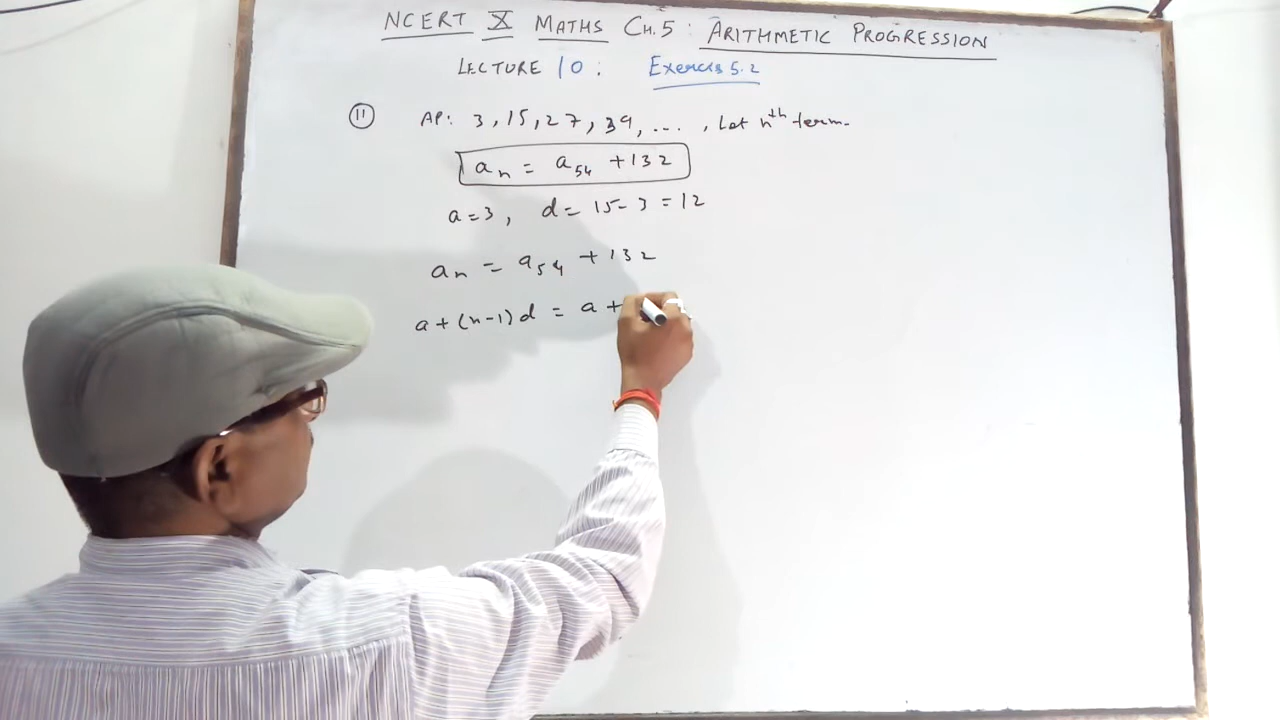 NCERT X MATHS Ch.5: ARITHMETIC PROGRESSION
LECTURE 10: Exercis 5.2
11 AP: 3, 15, 27, 39, ... , Let nth term.
an = a54 + 132
a = 3, d = 15 - 3 = 12
an = a54 + 132
a + (n-1)d = a +